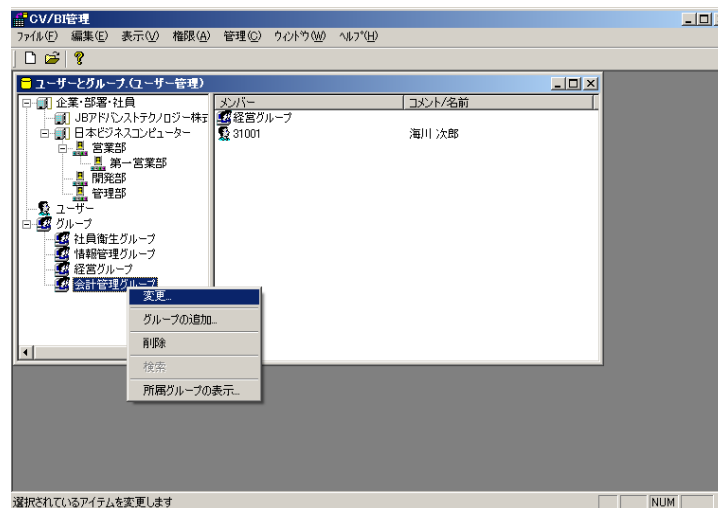 CV/BI管理
ファイル(F) 編集(E) 表示(V) 権限(A) 管理(C) ウィンドウ(W) ヘルプ(H)
ユーザーとグループ.(ユーザー管理)
メンバー コメント/名前
企業・部署・社員
JBアドバンストテクノロジー株式
日本ビジネスコンピューター
営業部
第一営業部
開発部
管理部
ユーザー
グループ
社員衛生グループ
情報管理グループ
経営グループ
会計管理グループ
経営グループ
31001 海川 次郎
変更...
グループの追加...
削除
検索
所属グループの表示...
選択されているアイテムを変更します
NUM